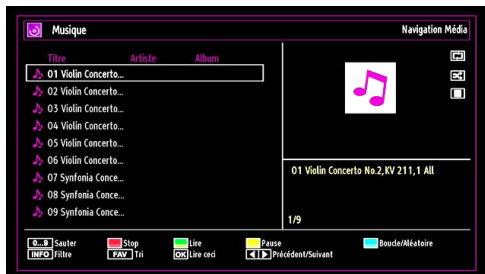 Musique
Navigation Média
Titre Artiste Album
01 Violin Concerto...
02 Violin Concerto...
03 Violin Concerto...
04 Violin Concerto...
05 Violin Concerto...
06 Violin Concerto...
07 Synfonia Conce...
08 Synfonia Conce...
09 Synfonia Conce...
01 Violin Concerto No.2,KV 211,1 All
1/9
0...9 Sauter Stop Lire Pause Boucle/Aléatoire
INFO Filtre FAV Tri OK Lire ceci Précédent/Suivant